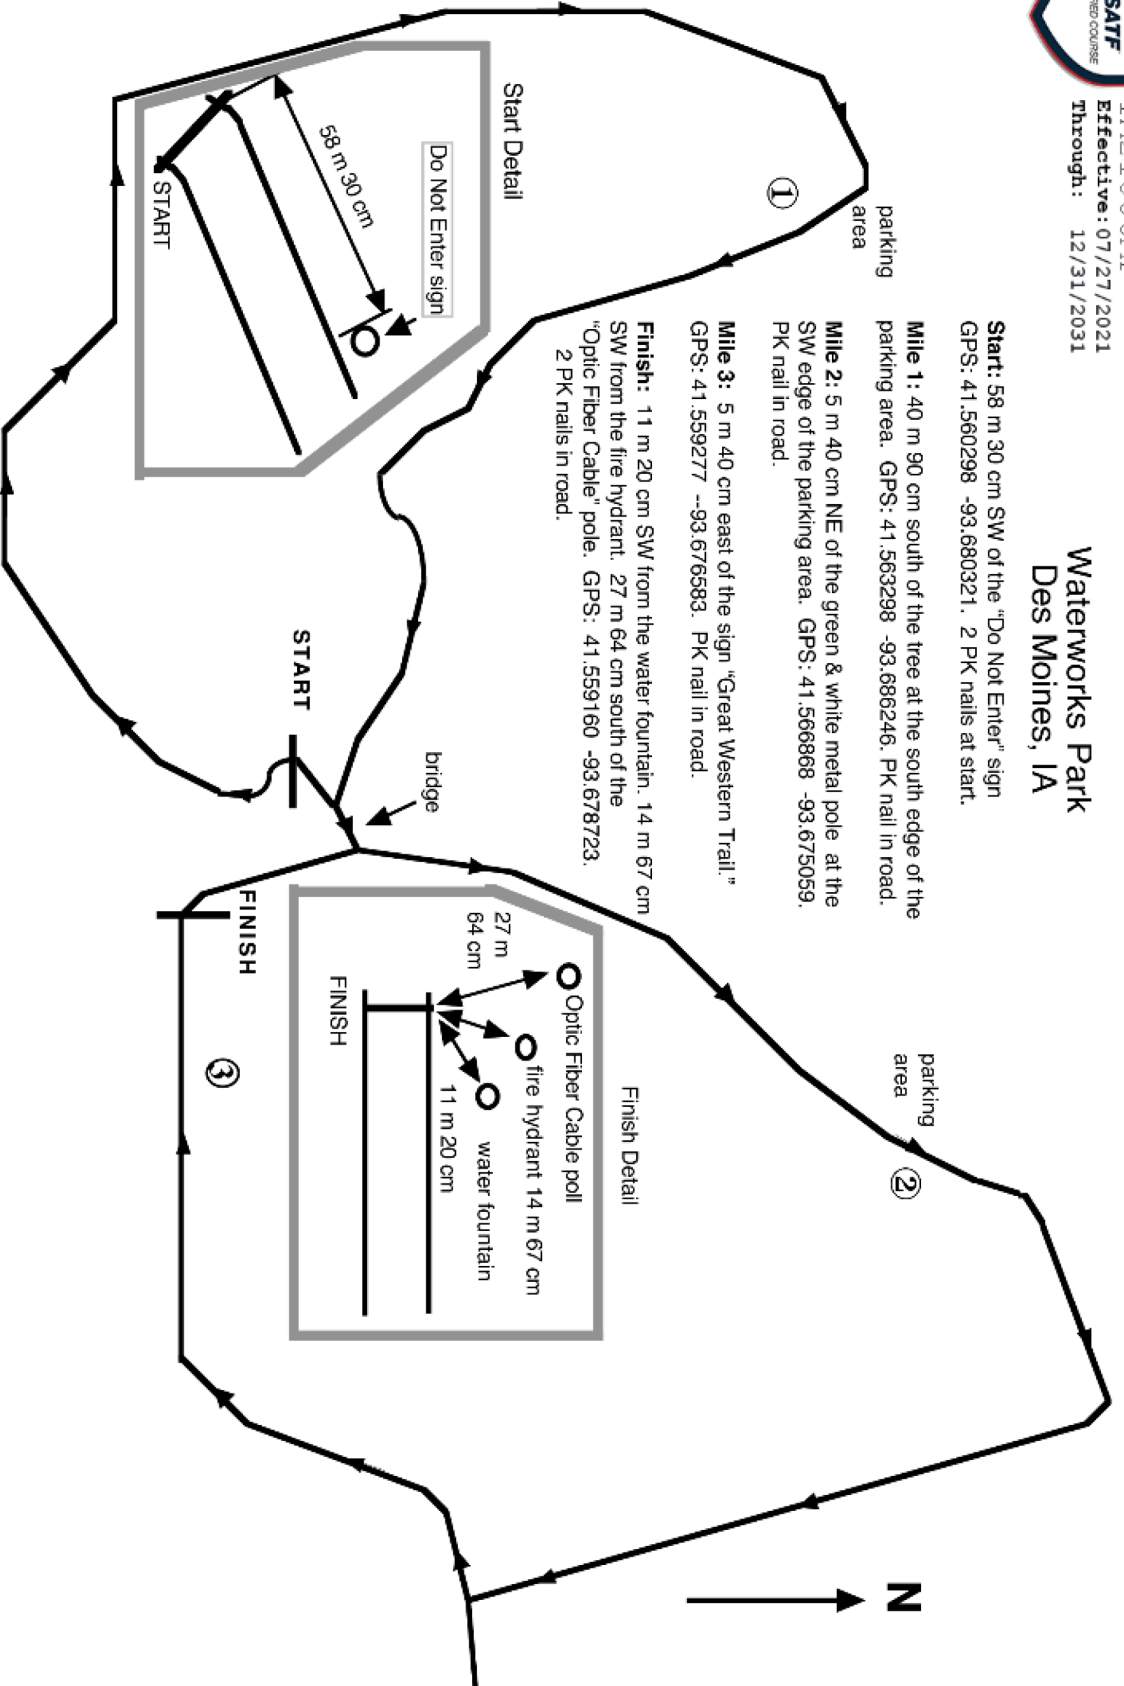 SATF
Effective: 07/27/2021
Through: 12/31/2031
Waterworks Park
Des Moines, IA
Start: 58 m 30 cm SW of the "Do Not Enter" sign
GPS: 41.560298 -93.680321. 2 PK nails at start.
Mile 1: 40 m 90 cm south of the tree at the south edge of the
parking area. GPS: 41.563298 -93.686246. PK nail in road.
Mile 2: 5 m 40 cm NE of the green & white metal pole at the
SW edge of the parking area. GPS: 41.566868 -93.675059.
PK nail in road.
Mile 3: 5 m 40 cm east of the sign "Great Western Trail."
GPS: 41.559277 --93.676583. PK nail in road.
Finish: 11 m 20 cm SW from the water fountain. 14 m 67 cm
SW from the fire hydrant. 27 m 64 cm south of the
"Optic Fiber Cable" pole. GPS: 41.559160 -93.678723.
2 PK nails in road.
parking
area
1
Start Detail
Do Not Enter sign
58 m 30 cm
START
START
bridge
FINISH
parking
area
2
Finish Detail
Optic Fiber Cable poll
27 m
64 cm
fire hydrant 14 m 67 cm
water fountain
11 m 20 cm
FINISH
3
N